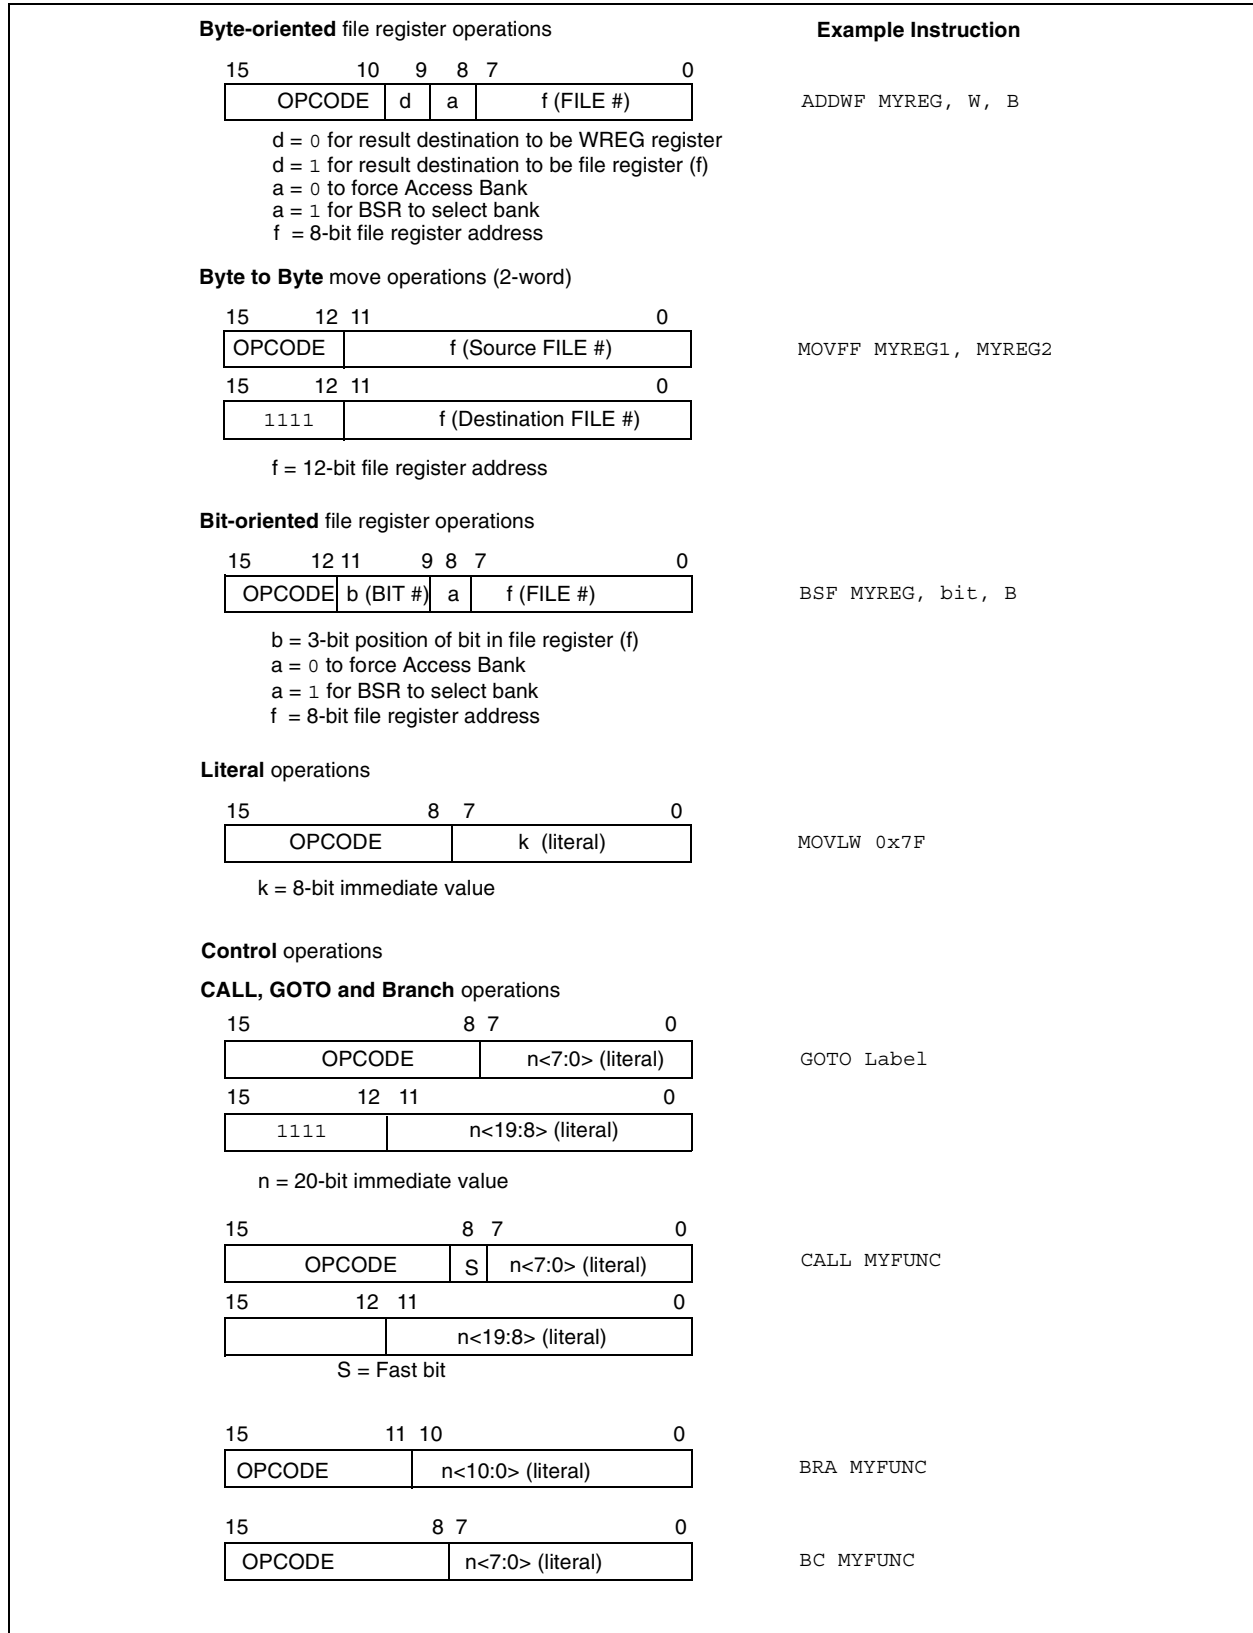 Byte-oriented file register operations Example Instruction
15 10 9 8 7 0
OPCODE d a f (FILE #) ADDWF MYREG, W, B
d = 0 for result destination to be WREG register
d = 1 for result destination to be file register (f)
a = 0 to force Access Bank
a = 1 for BSR to select bank
f = 8-bit file register address
Byte to Byte move operations (2-word)
15 12 11 0
OPCODE f (Source FILE #) MOVFF MYREG1, MYREG2
15 12 11 0
1111 f (Destination FILE #)
f = 12-bit file register address
Bit-oriented file register operations
15 12 11 9 8 7 0
OPCODE b (BIT #) a f (FILE #) BSF MYREG, bit, B
b = 3-bit position of bit in file register (f)
a = 0 to force Access Bank
a = 1 for BSR to select bank
f = 8-bit file register address
Literal operations
15 8 7 0
OPCODE k (literal) MOVLW 0x7F
k = 8-bit immediate value
Control operations
CALL, GOTO and Branch operations
15 8 7 0
OPCODE n<7:0> (literal) GOTO Label
15 12 11 0
1111 n<19:8> (literal)
n = 20-bit immediate value
15 8 7 0
OPCODE S n<7:0> (literal) CALL MYFUNC
15 12 11 0
n<19:8> (literal)
S = Fast bit
15 11 10 0
OPCODE n<10:0> (literal) BRA MYFUNC
15 8 7 0
OPCODE n<7:0> (literal) BC MYFUNC